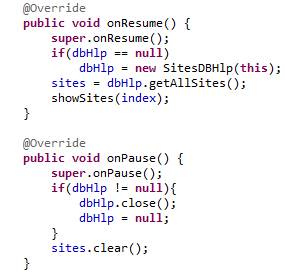 @Override
public void onResume() {
    super.onResume();
    if(dbHlp == null)
        dbHlp = new SitesDBHlp(this);
    sites = dbHlp.getAllSites();
    showSites(index);
}

@Override
public void onPause() {
    super.onPause();
    if(dbHlp != null){
        dbHlp.close();
        dbHlp = null;
    }
    sites.clear();
}